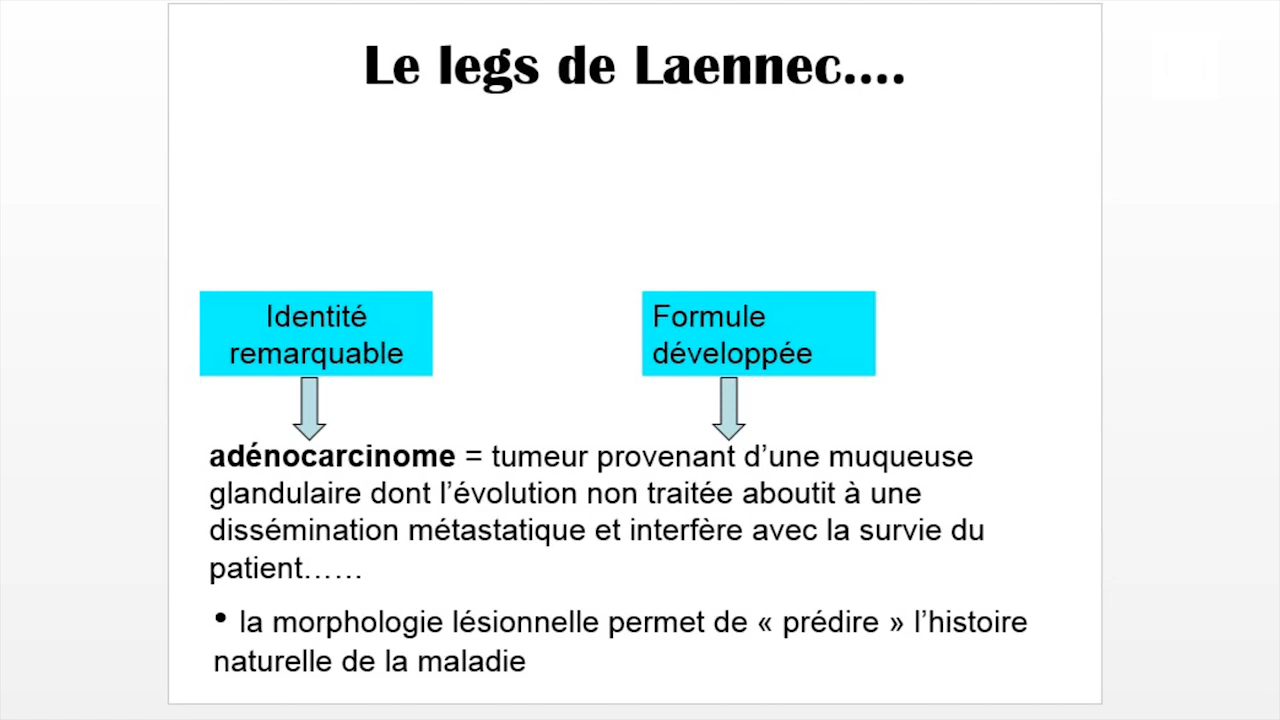 Le legs de Laennec....
Identité
remarquable
Formule
développée
adénocarcinome = tumeur provenant d’une muqueuse
glandulaire dont l’évolution non traitée aboutit à une
dissémination métastatique et interfère avec la survie du
patient……
• la morphologie lésionnelle permet de « prédire » l’histoire
naturelle de la maladie